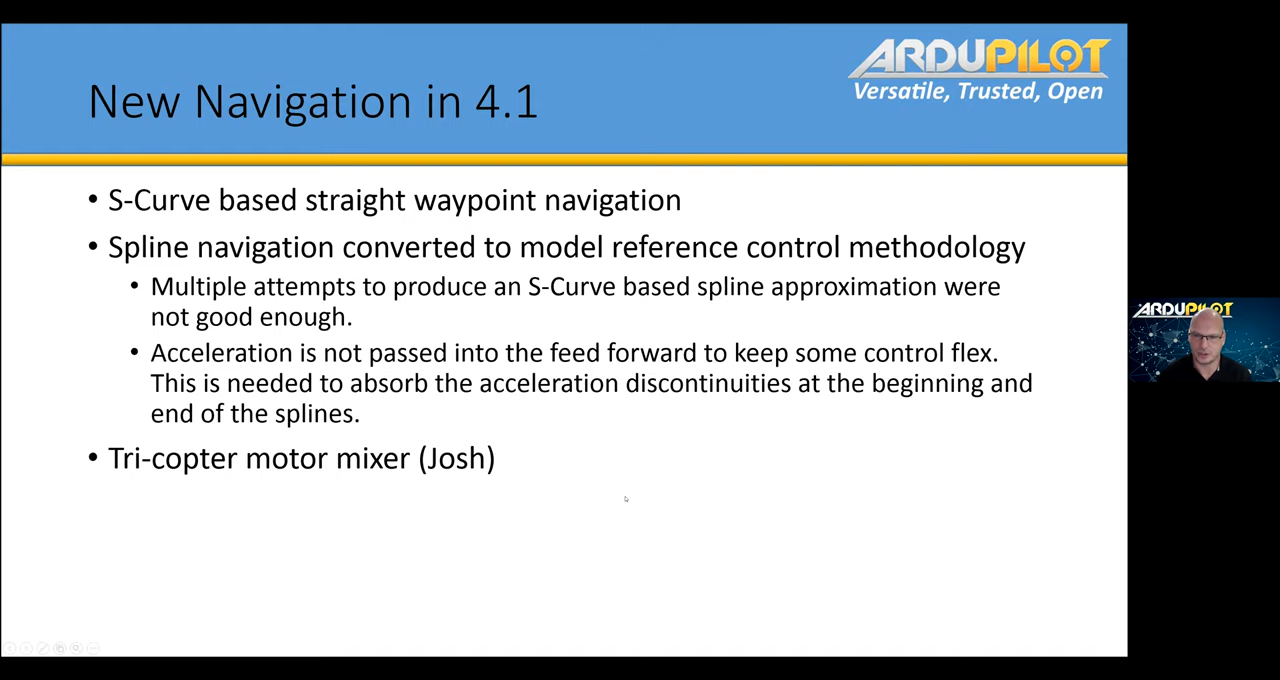 ARDUPILOT
Versatile, Trusted, Open
New Navigation in 4.1
• S-Curve based straight waypoint navigation
• Spline navigation converted to model reference control methodology
• Multiple attempts to produce an S-Curve based spline approximation were
not good enough.
• Acceleration is not passed into the feed forward to keep some control flex.
This is needed to absorb the acceleration discontinuities at the beginning and
end of the splines.
• Tri-copter motor mixer (Josh)
ARDUPILOT